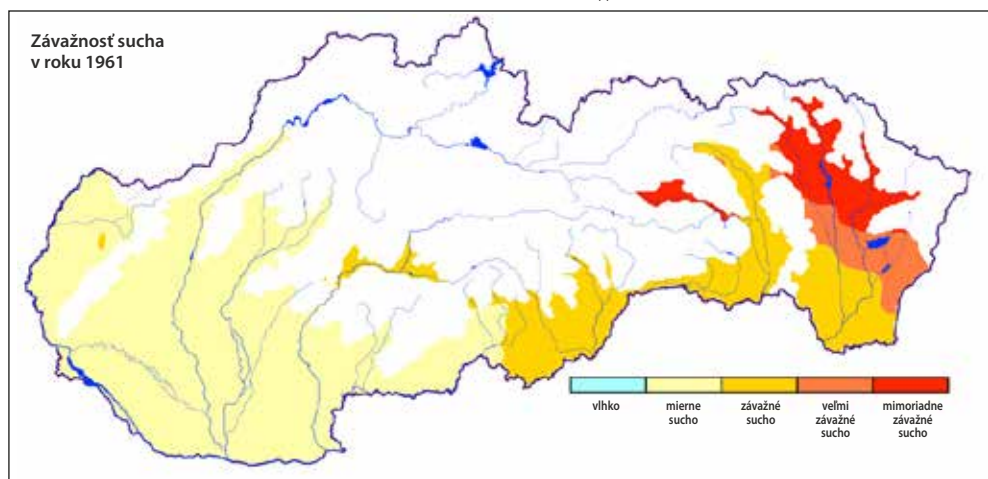 Závažnosť sucha
v roku 1961
vlhko
mierne
sucho
závažné
sucho
veľmi
závažné
sucho
mimoriadne
závažné
sucho